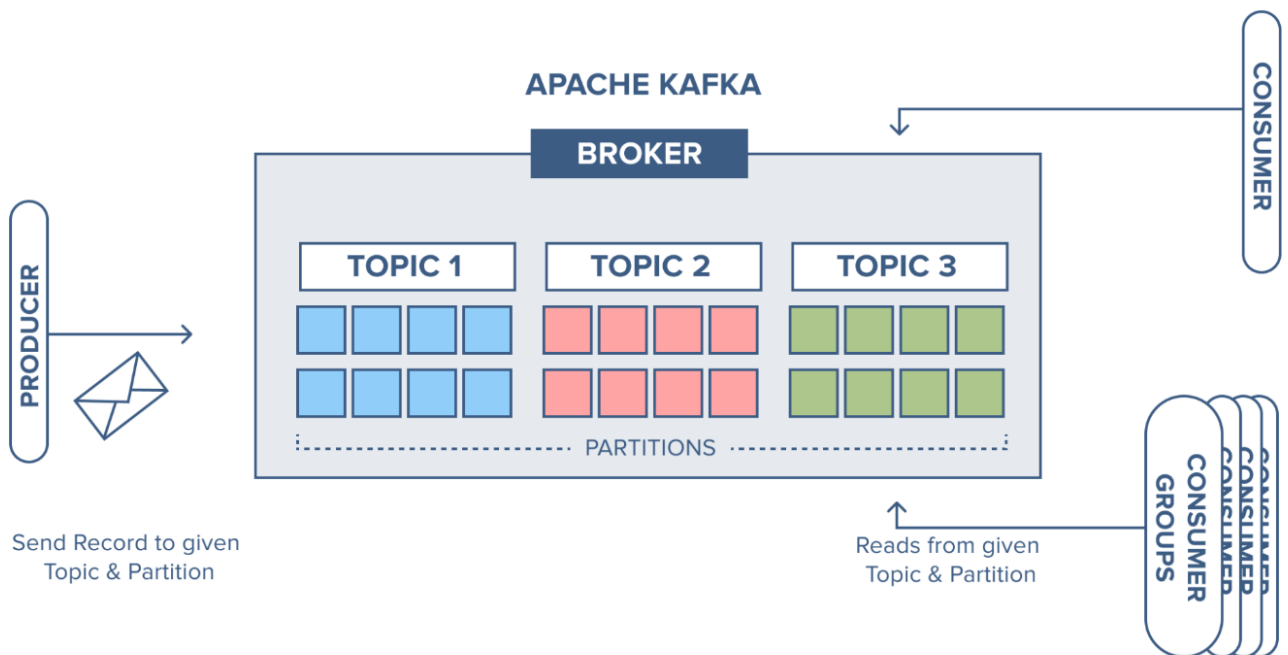 APACHE KAFKA
BROKER
CONSUMER
PRODUCER
TOPIC 1
TOPIC 2
TOPIC 3
PARTITIONS
Send Record to given
Topic & Partition
Reads from given
Topic & Partition
CONSUMER
GROUPS
CONSUMER
CONSUMER
CONSUMER